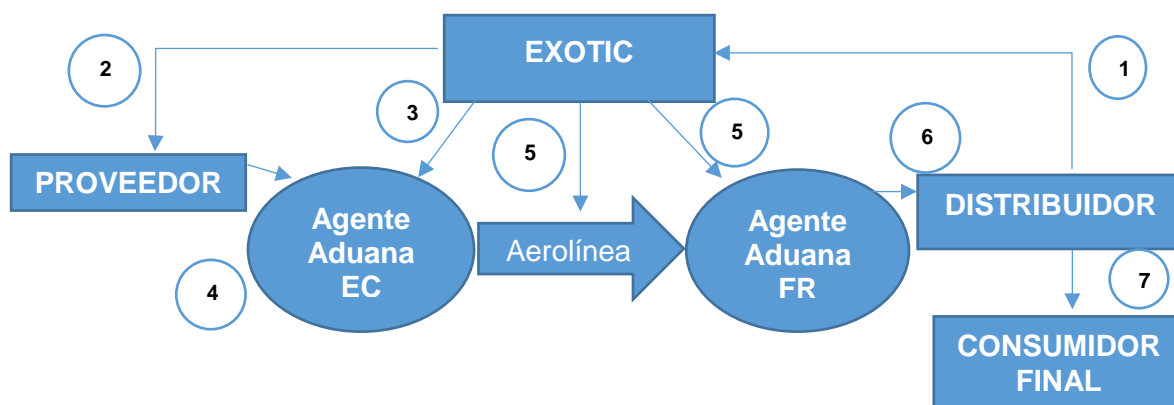 EXOTIC
1
2
3
5
5
6
PROVEEDOR
Agente
Aduana
EC
Aerolínea
Agente
Aduana
FR
DISTRIBUIDOR
4
7
CONSUMIDOR
FINAL